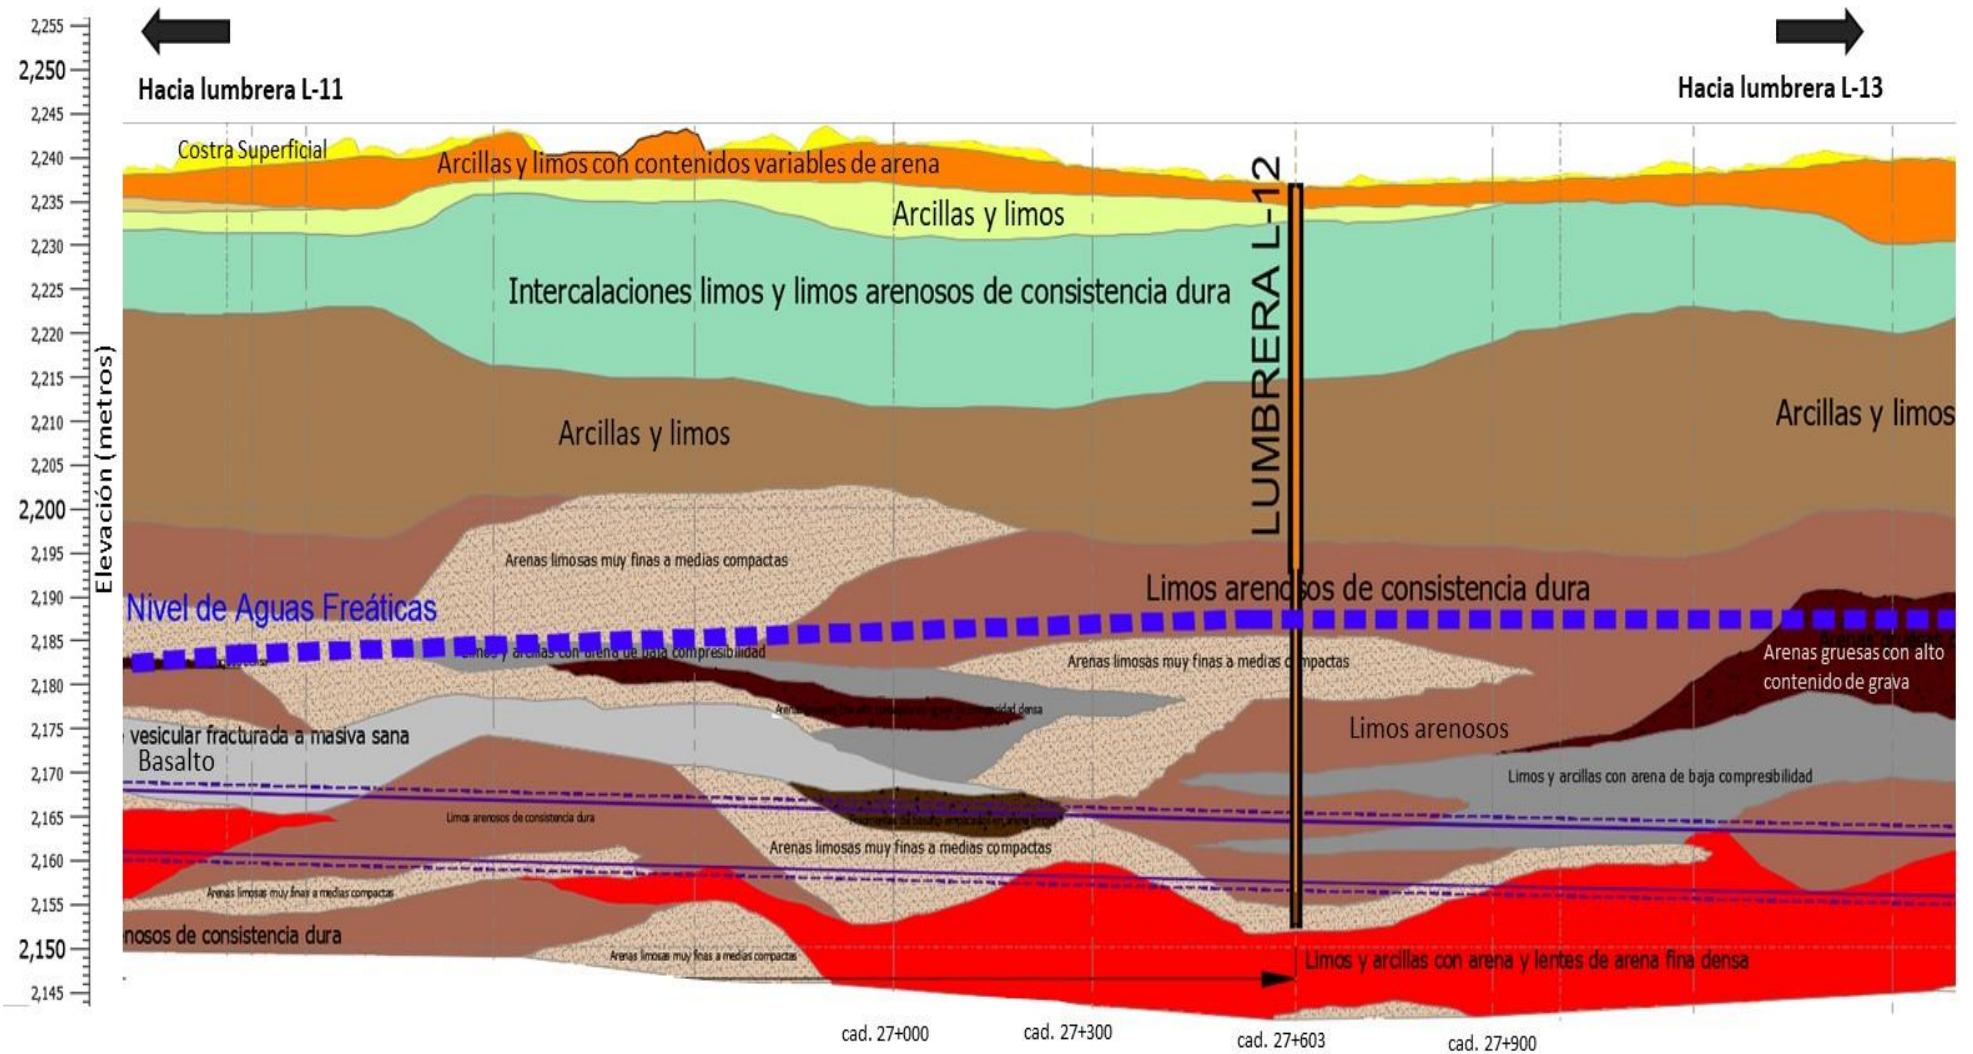 2,255
2,250
2,245
2,240
2,235
2,230
2,225
2,220
2,215
2,210
2,205
2,200
2,195
2,190
2,185
2,180
2,175
2,170
2,165
2,160
2,155
2,150
2,145
Elevación (metros)
Hacia lumbrera L-11
Hacia lumbrera L-13
Costra Superficial
Arcillas y limos con contenidos variables de arena
Arcillas y limos
Intercalaciones limos y limos arenosos de consistencia dura
LUMBRERA L-12
Arcillas y limos
Arcillas y limos
Arenas limosas muy finas a medias compactas
Limos arenosos de consistencia dura
Nivel de Aguas Freáticas
Limos y arcillas con arena de baja compresibilidad
Arenas limosas muy finas a medias compactas
Arenas gruesas
Arenas gruesas con alto
contenido de grava
densa
vesicular fracturada a masiva sana
Basalto
Limos arenosos
Limos y arcillas con arena de baja compresibilidad
Limos arenosos de consistencia dura
Arenas limosas muy finas a medias compactas
Arenas limosas muy finas a medias compactas
nosos de consistencia dura
Arenas limosas muy finas a medias compactas
Limos y arcillas con arena y lentes de arena fina densa
cad. 27+000
cad. 27+300
cad. 27+603
cad. 27+900